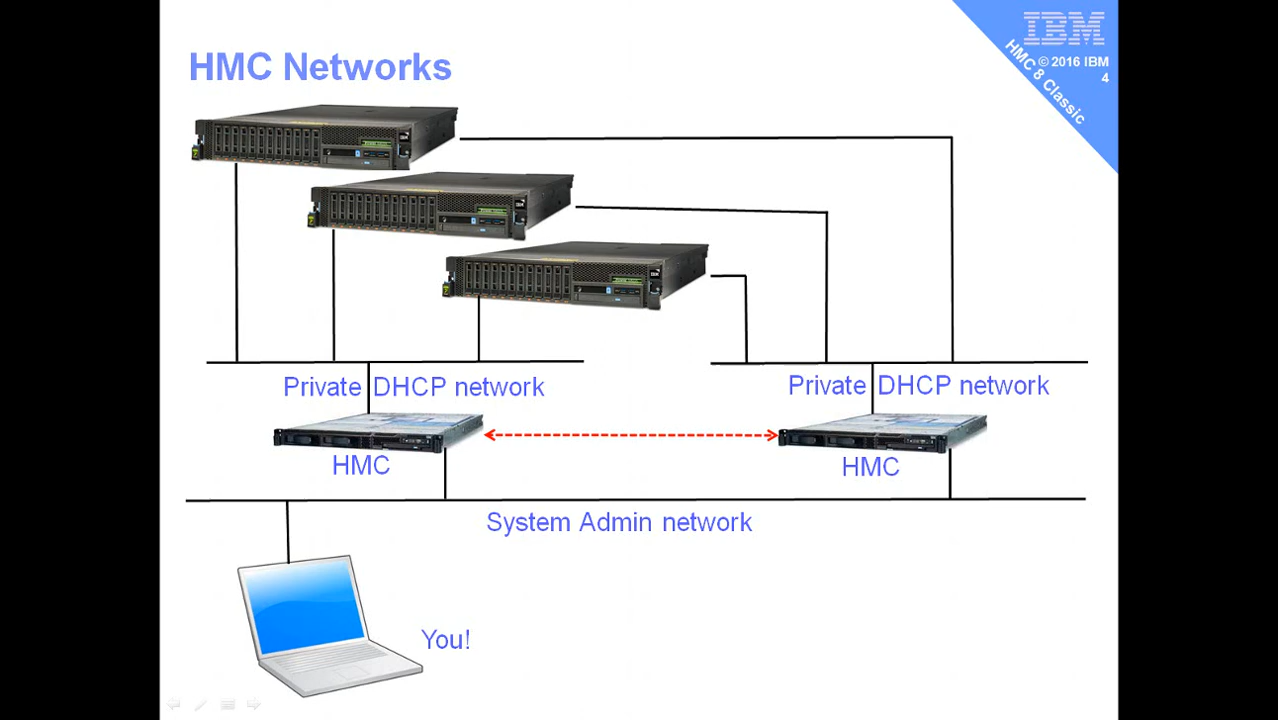 HMC Networks
IBM
© 2016 IBM
4
HMC 8 Classic
Private DHCP network
Private DHCP network
HMC
HMC
System Admin network
You!